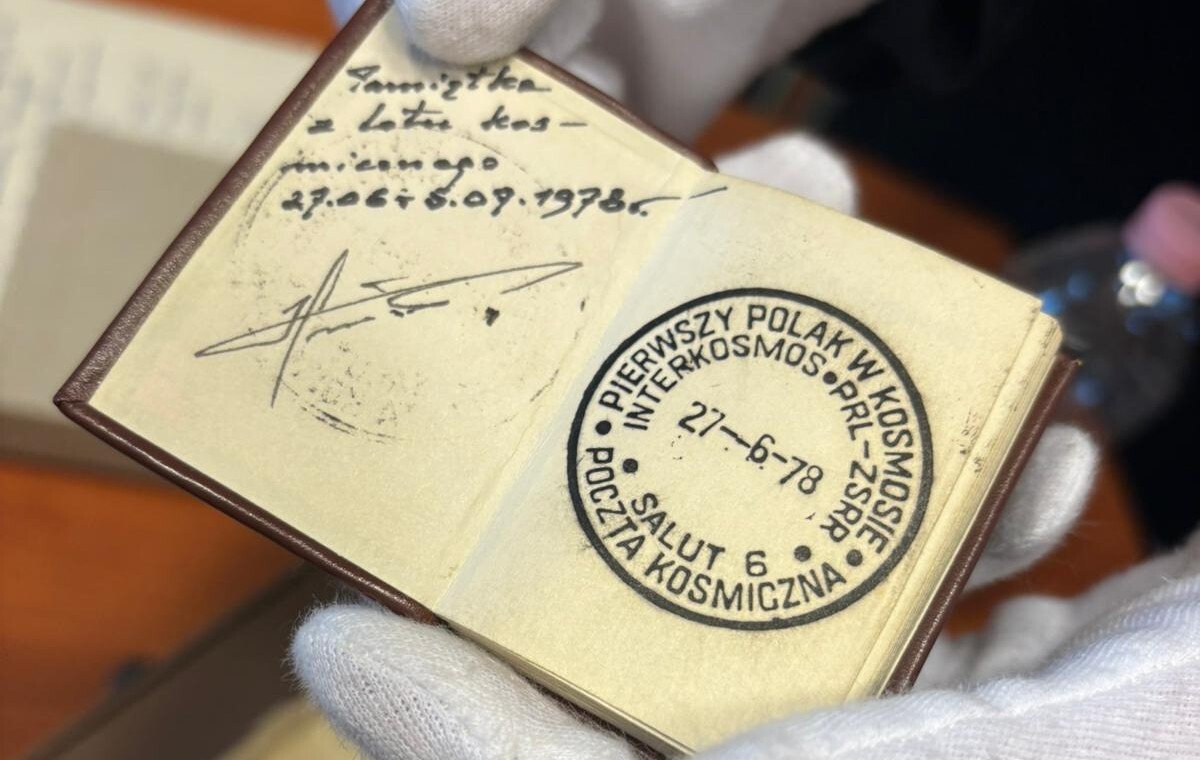 Pamiątka
z lotu kos-
micznego
27.06÷5.07.1978r.
PIERWSZY POLAK W KOSMOSIE
INTERKOSMOS • PRL-ZSRR
27-6-78
SALUT 6
POCZTA KOSMICZNA